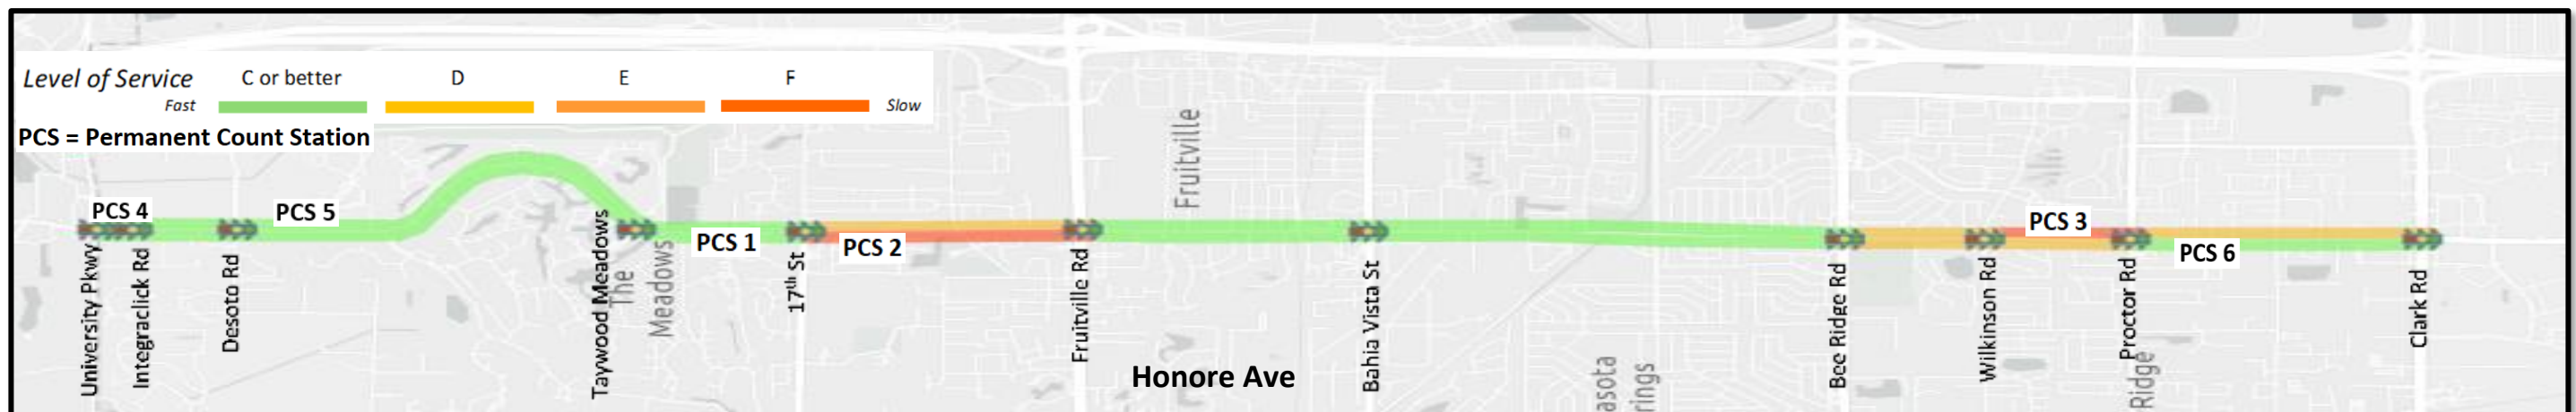 Level of Service C or better D E F
Fast Slow
PCS = Permanent Count Station
PCS 4
PCS 5
PCS 1
PCS 2
PCS 3
PCS 6
University Pkwy
Integraclick Rd
Desoto Rd
Taywood Meadows
The
Meadows
17th St
Fruitville Rd
Fruitville
Bahia Vista St
Honore Ave
asota
rings
Bee Ridge Rd
Wilkinson Rd
Proctor Rd
Ridge
Clark Rd